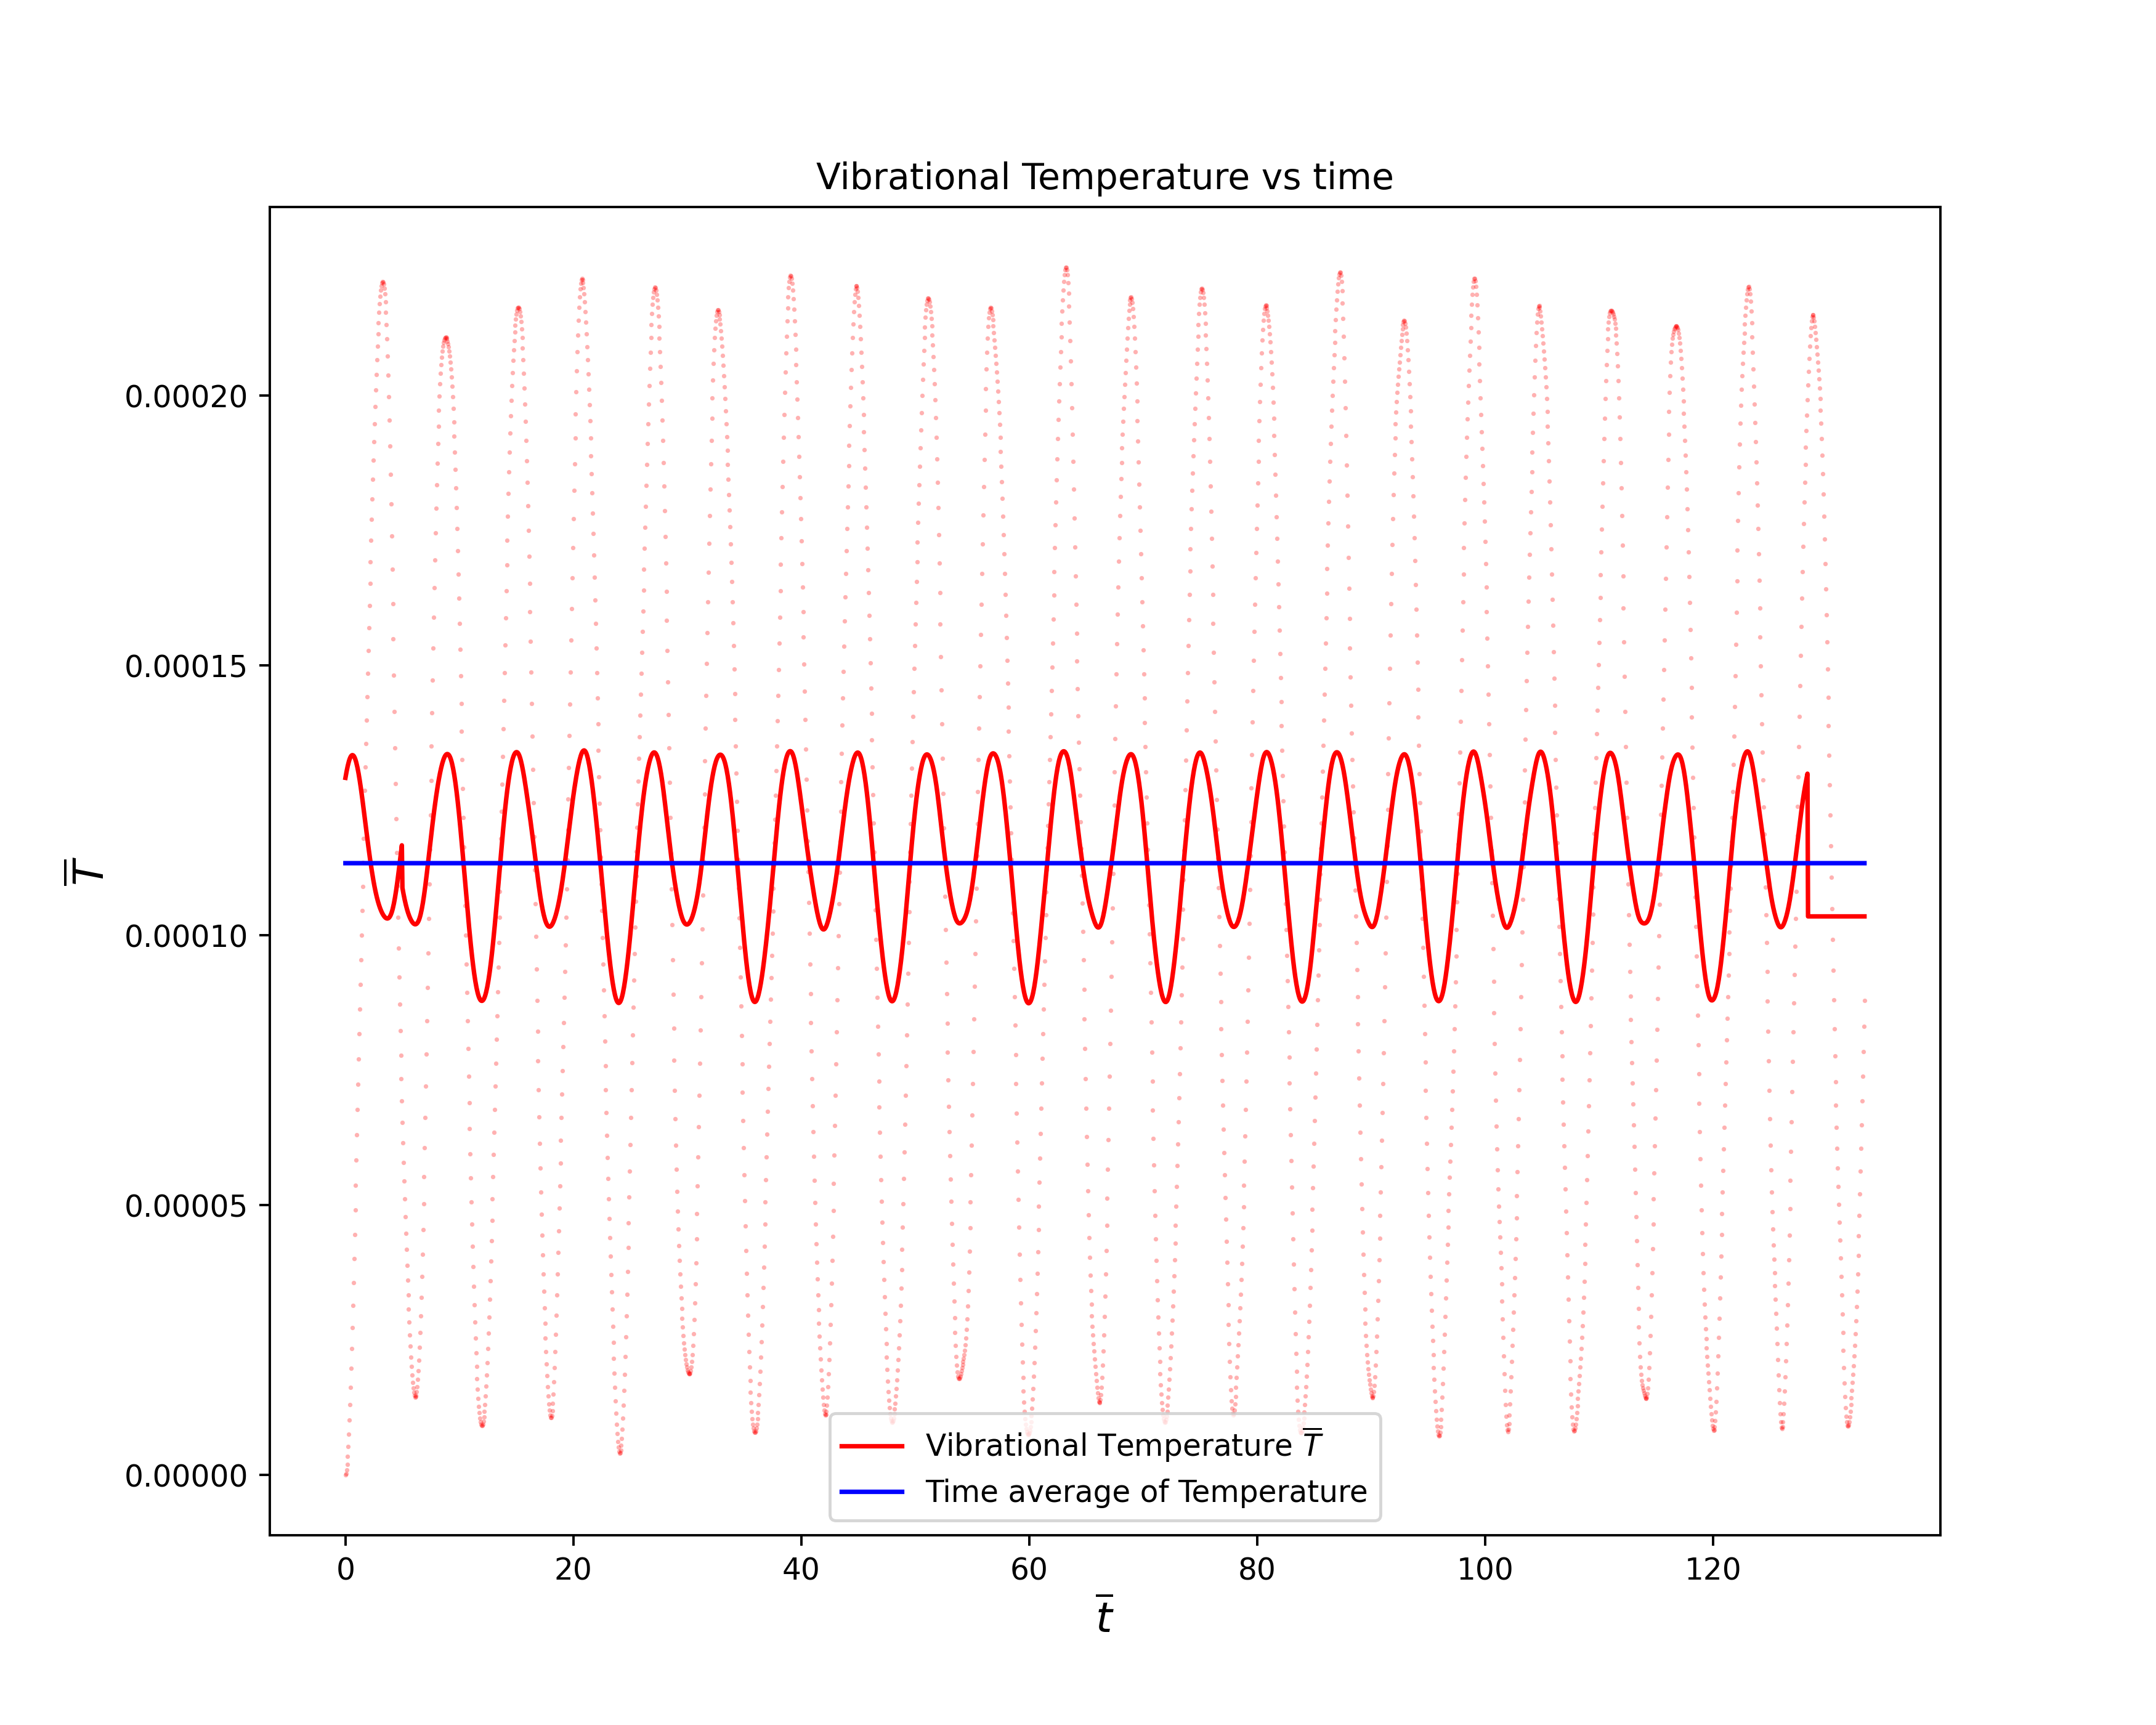 Vibrational Temperature vs time
0.00020
0.00015
0.00010
0.00005
0.00000
T̅
Vibrational Temperature T̿
Time average of Temperature
0 20 40 60 80 100 120
t̅